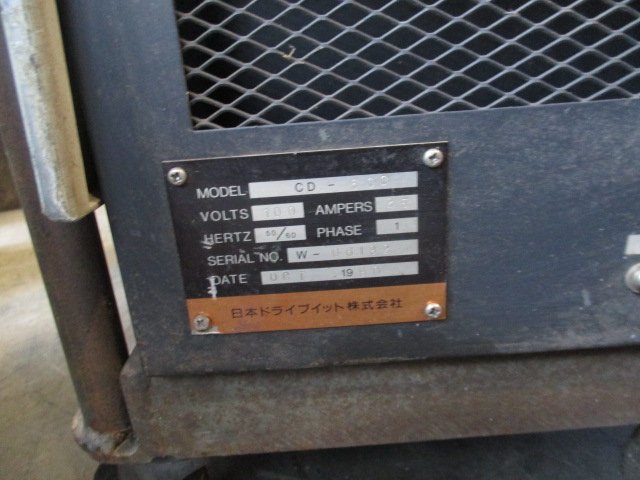 MODEL CD -
VOLTS AMPERS
HERTZ 50/60 PHASE 1
SERIAL NO. W -
DATE 19
日本ドライブイット株式会社